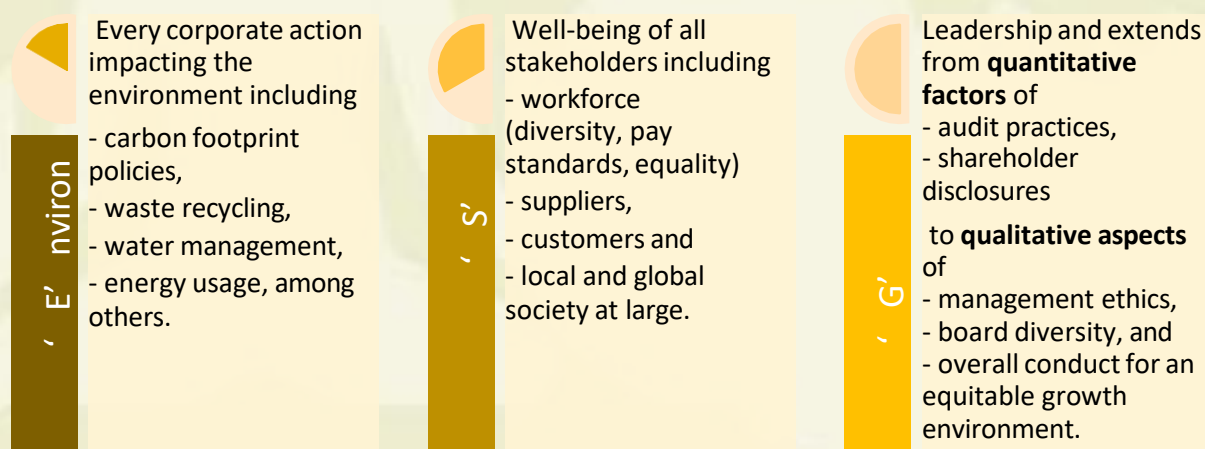 Every corporate action
impacting the
environment including
- carbon footprint
policies,
- waste recycling,
- water management,
- energy usage, among
others.
‘ E’ nviron
Well-being of all
stakeholders including
- workforce
(diversity, pay
standards, equality)
- suppliers,
- customers and
- local and global
society at large.
‘ S’
Leadership and extends
from quantitative
factors of
- audit practices,
- shareholder
disclosures
to qualitative aspects
of
- management ethics,
- board diversity, and
- overall conduct for an
equitable growth
environment.
‘ G’